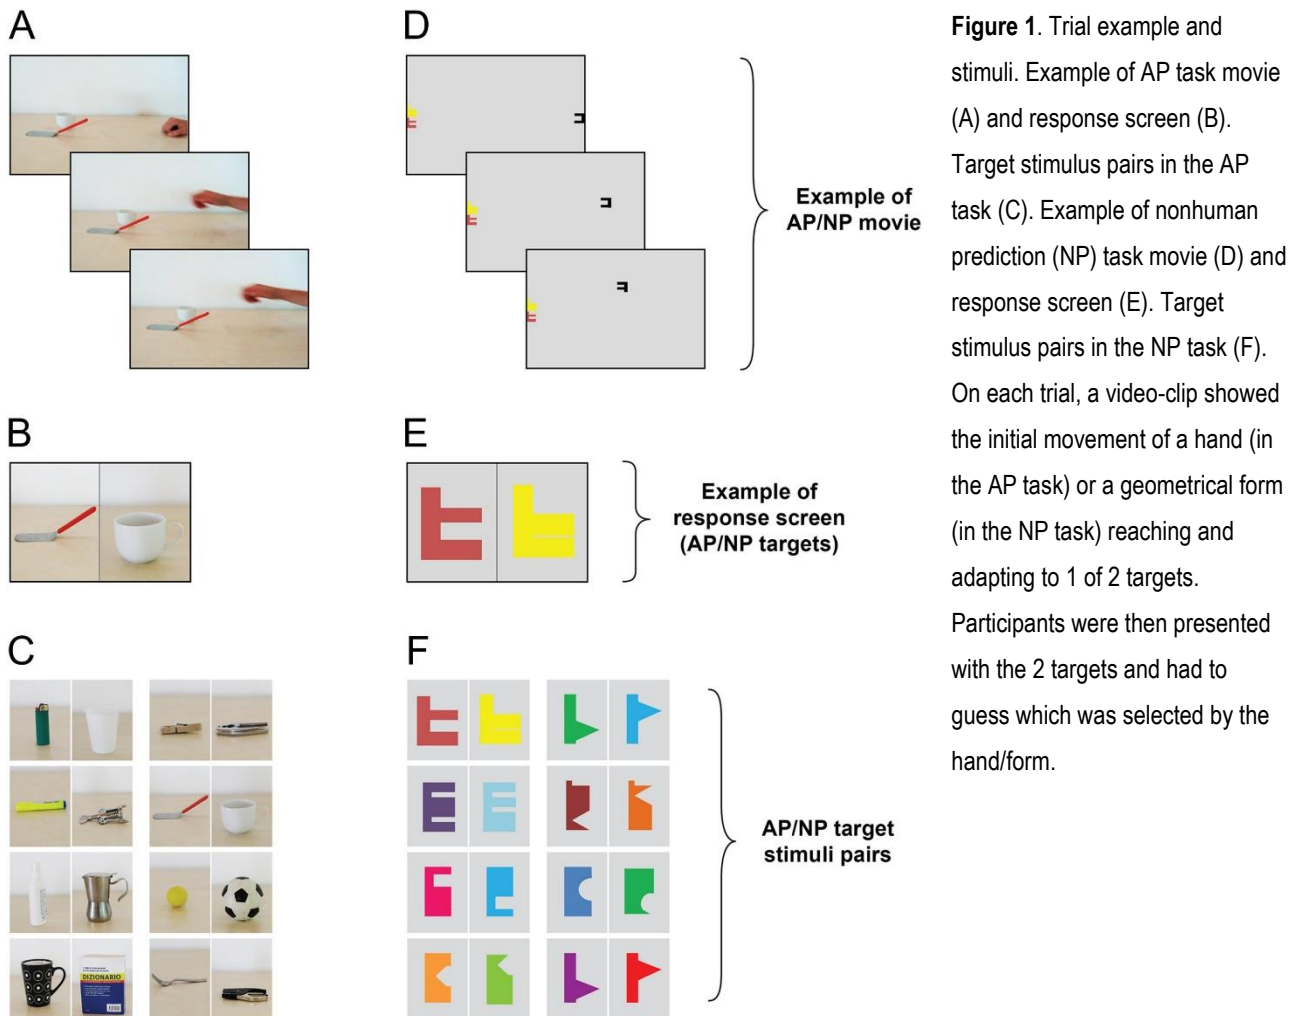 A
D
Example of
AP/NP movie
B
E
Example of
response screen
(AP/NP targets)
C
F
DIZIONARIO
AP/NP target
stimuli pairs
Figure 1. Trial example and
stimuli. Example of AP task movie
(A) and response screen (B).
Target stimulus pairs in the AP
task (C). Example of nonhuman
prediction (NP) task movie (D) and
response screen (E). Target
stimulus pairs in the NP task (F).
On each trial, a video-clip showed
the initial movement of a hand (in
the AP task) or a geometrical form
(in the NP task) reaching and
adapting to 1 of 2 targets.
Participants were then presented
with the 2 targets and had to
guess which was selected by the
hand/form.